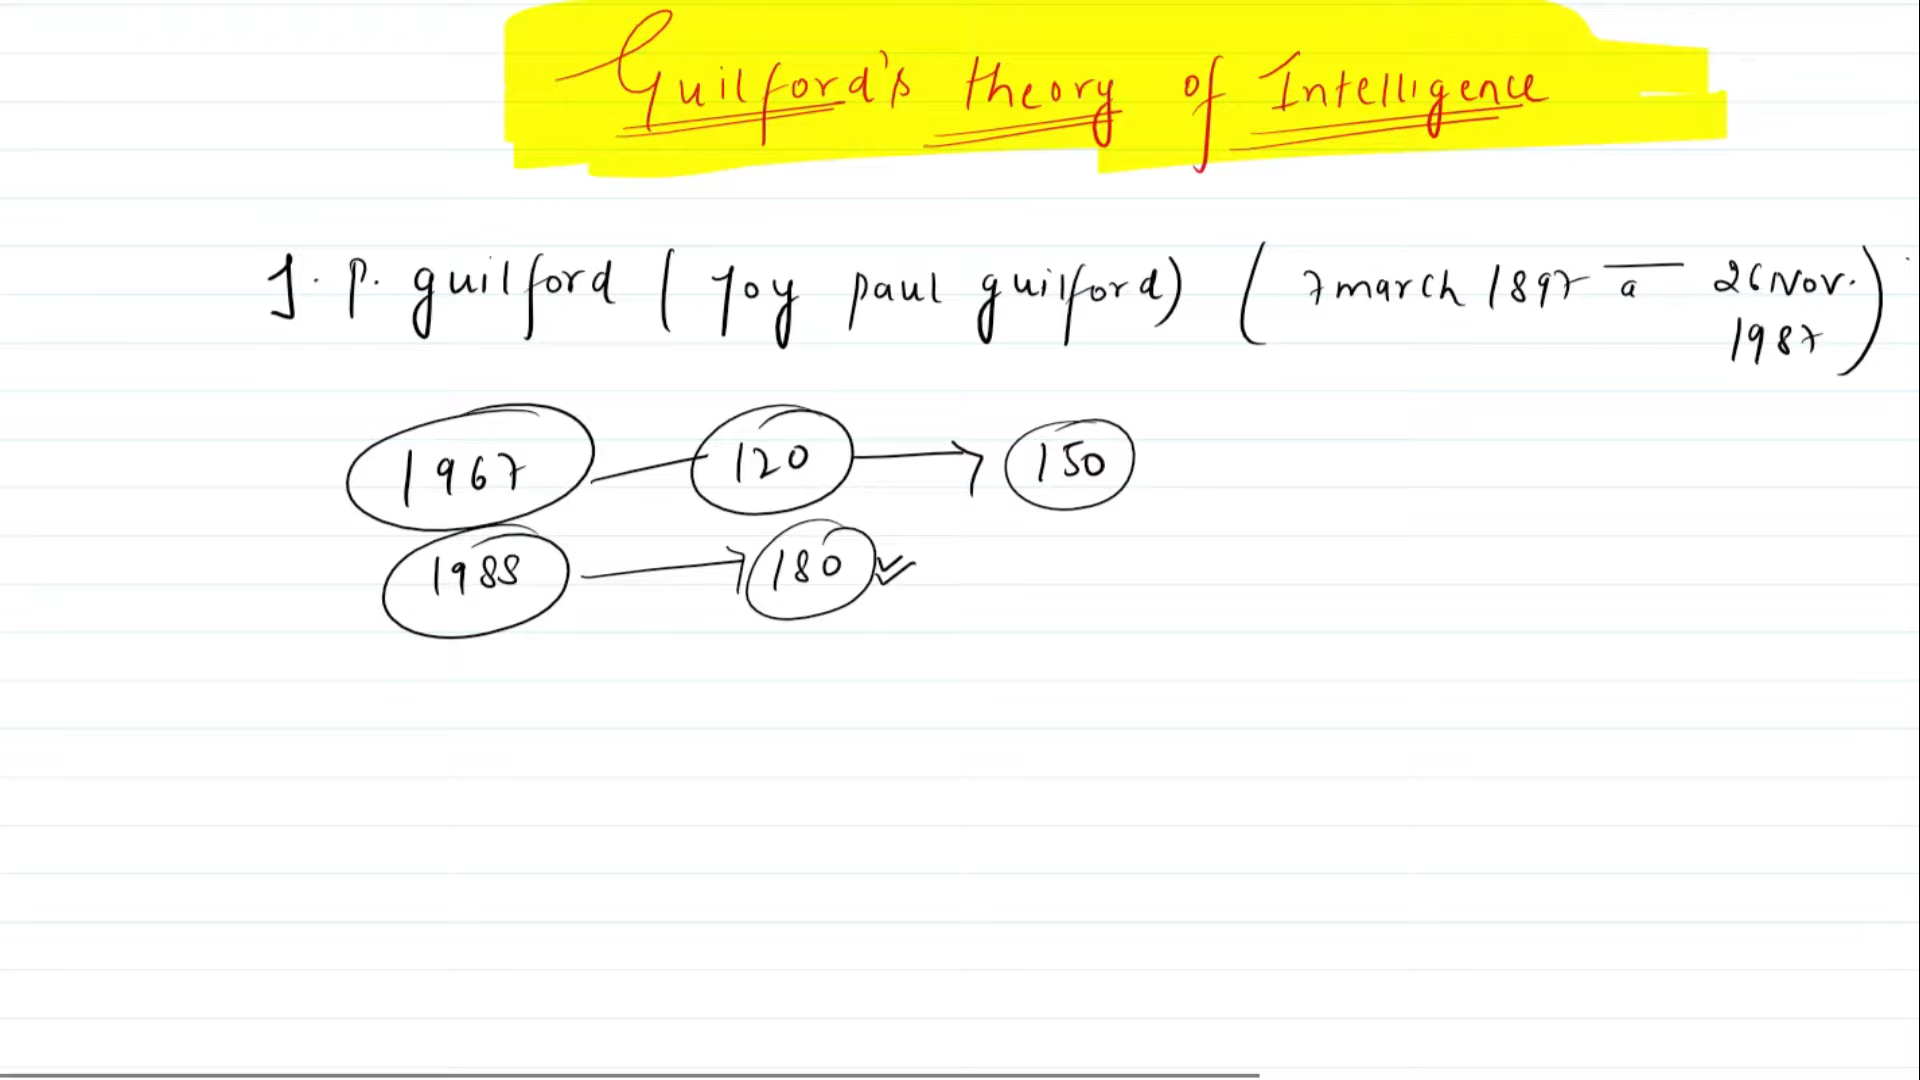 Guilford's theory of Intelligence
J. P. guilford ( Joy paul guilford) ( 7 march 1897 — a 26 Nov. 1987 )
1967 — 120 → 150
1988 → 180